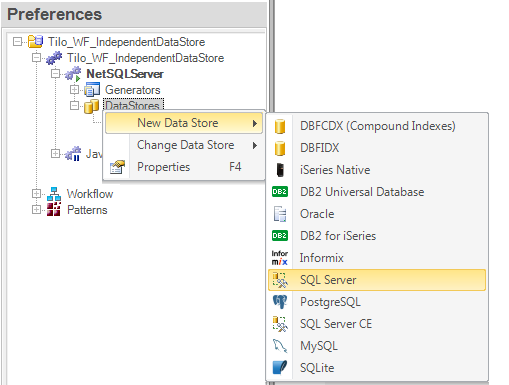 Preferences
Tilo_WF_IndependentDataStore
Tilo_WF_IndependentDataStore
NetSQLServer
Generators
DataStores
New Data Store
Change Data Store
Properties F4
Jav
Workflow
Patterns
DBFCDX (Compound Indexes)
DBFIDX
iSeries Native
DB2 DB2 Universal Database
Oracle
DB2 DB2 for iSeries
Infor mix Informix
SQL Server
PostgreSQL
SQL Server CE
MySQL
SQLite